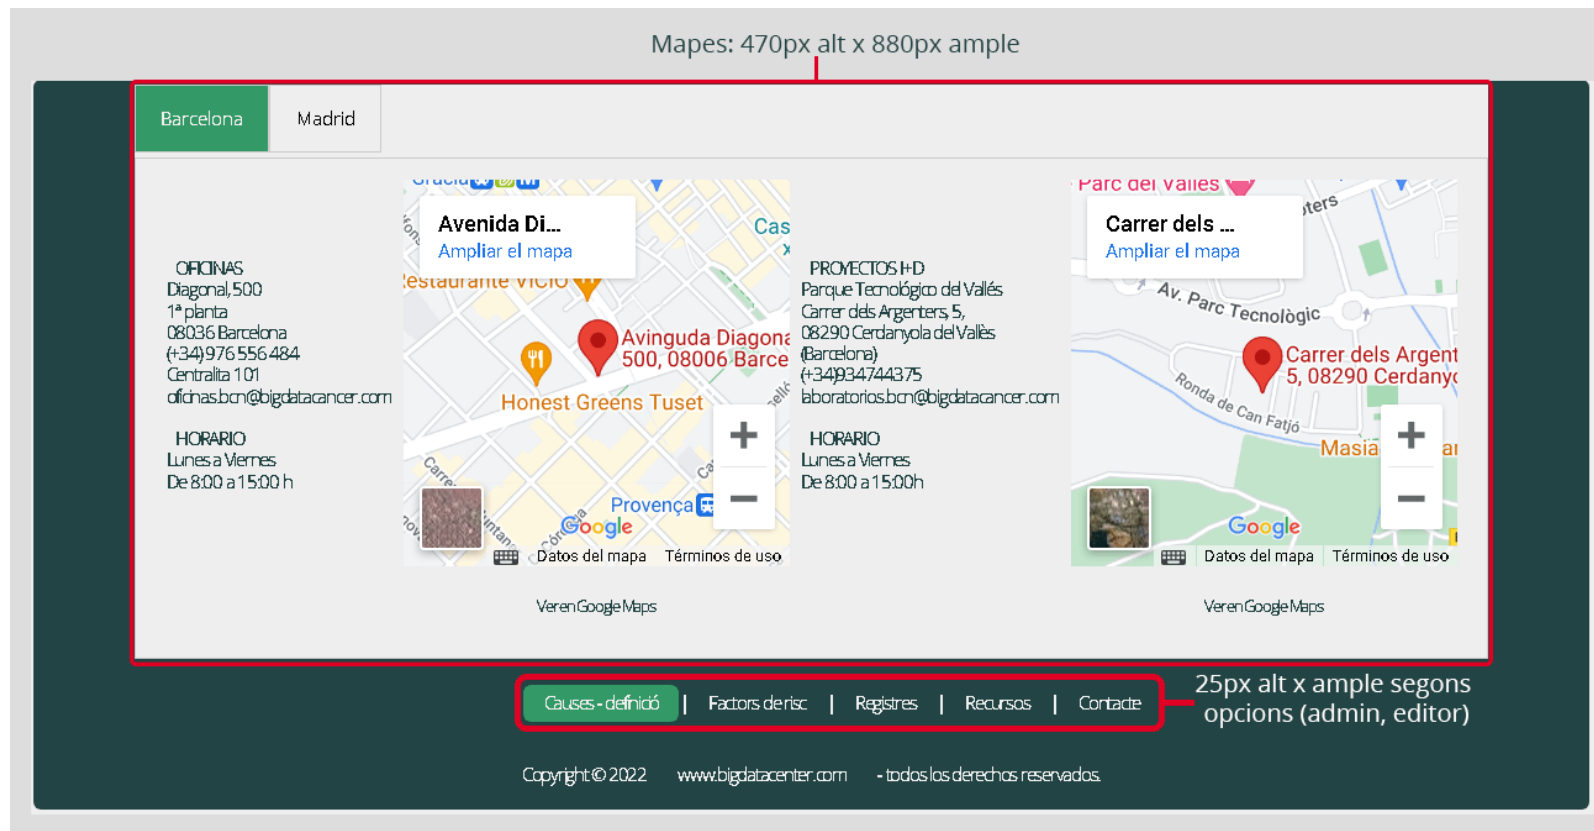 Mapes: 470px alt x 880px ample
Barcelona
Madrid
OFICINAS
Diagonal, 500
1ª planta
08036 Barcelona
(+34) 976 556 484
Centralita 101
oficinas.bcn@bigdatacancer.com
HORARIO
Lunes a Viernes
De 8:00 a 15:00 h
Avenida Di...
Ampliar el mapa
Restaurante VICIO
Avinguda Diagona
500, 08006 Barce
Honest Greens Tuset
Provença
Google
Datos del mapa
Términos de uso
Ver en Google Maps
PROYECTOS I+D
Parque Tecnológico del Vallés
Carrer dels Argenters, 5,
08290 Cerdanyola del Vallès
(Barcelona)
(+34)934744375
laboratorios.bcn@bigdatacancer.com
HORARIO
Lunes a Viernes
De 8:00 a 15:00h
Parc del Vallès
Carrer dels ...
Ampliar el mapa
Av. Parc Tecnològic
Carrer dels Argent
5, 08290 Cerdanyo
Ronda de Can Fatjó
Masia
Google
Datos del mapa
Términos de uso
Ver en Google Maps
Causes - definició | Factors de risc | Registres | Recursos | Contacte
25px alt x ample segons
opcions (admin, editor)
Copyright © 2022 www.bigdatacenter.com - todos los derechos reservados.